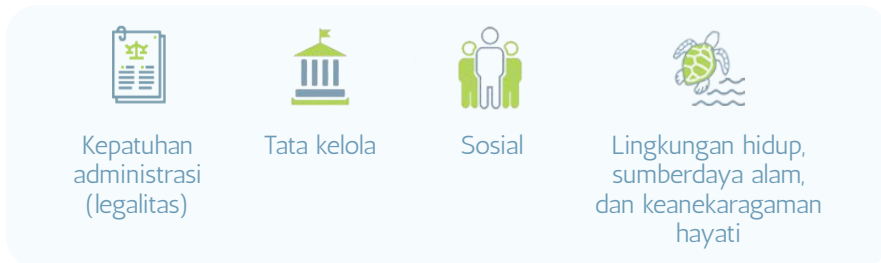 Kepatuhan
administrasi
(legalitas)
Tata kelola
Sosial
Lingkungan hidup,
sumberdaya alam,
dan keanekaragaman
hayati